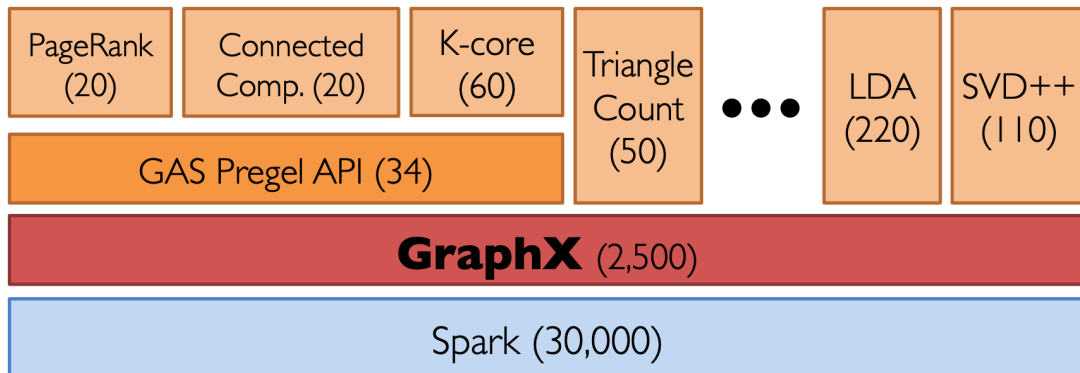 PageRank
(20)
Connected
Comp. (20)
K-core
(60)
Triangle
Count
(50)
LDA
(220)
SVD++
(110)
GAS Pregel API (34)
GraphX (2,500)
Spark (30,000)